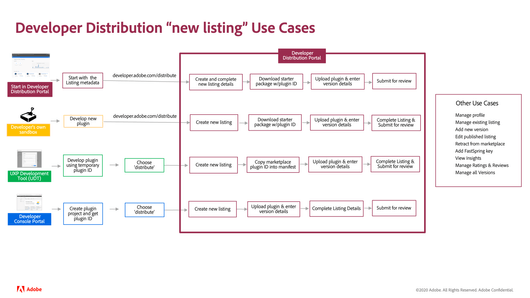 Developer Distribution “new listing” Use Cases
Developer
Distribution Portal
Start in Developer
Distribution Portal
Start with the
Listing metadata
developer.adobe.com/distribute
Create and complete
new listing details
Download starter
package w/plugin ID
Upload plugin & enter
version details
Submit for review
Developer's own
workflow
Develop new
plugin
developer.adobe.com/distribute
Create new listing
Download starter
package w/plugin ID
Upload plugin & enter
version details
Complete Listing &
Submit for review
UXP Development
Tool (UDT)
Develop plugin
using temporary
plugin ID
Choose
'distribute'
Create new listing
Copy marketplace
plugin ID into manifest
Upload plugin & enter
version details
Complete Listing &
Submit for review
Developer
Console Portal
Create plugin
project and get
plugin ID
Choose
'distribute'
Create new listing
Upload plugin & enter
version details
Complete Listing Details
Submit for review
Other Use Cases
Manage profile
Manage existing listing
Add new version
Edit published listing
Retract from marketplace
Add FastSpring key
View Insights
Manage Ratings & Reviews
Manage all Versions
Adobe
©2020 Adobe. All Rights Reserved. Adobe Confidential.